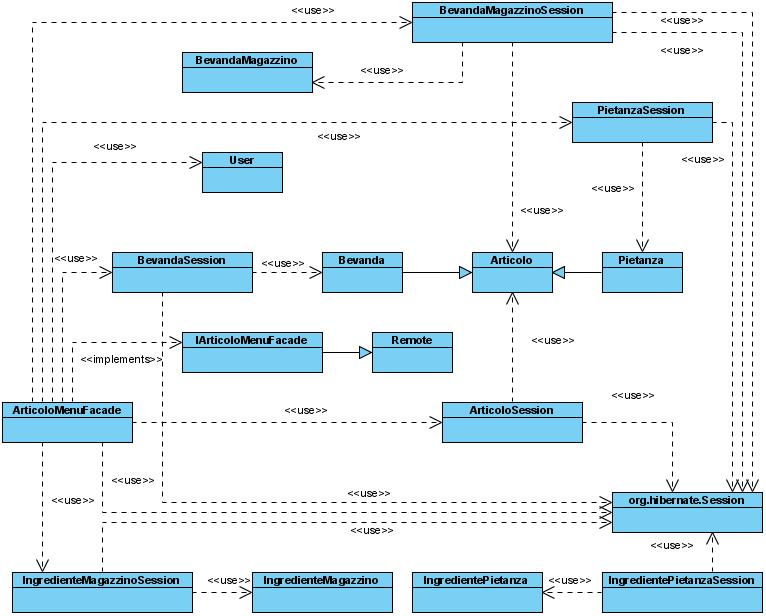 <<use>>
BevandaMagazzinoSession
<<use>>
<<use>>
BevandaMagazzino
<<use>>
PietanzaSession
<<use>>
<<use>>
User
<<use>>
<<use>>
<<use>>
BevandaSession
<<use>>
<<use>>
Bevanda
Articolo
Pietanza
IArticoloMenuFacade
Remote
<<use>>
<<implements>>
<<use>>
ArticoloMenuFacade
<<use>>
ArticoloSession
<<use>>
<<use>>
<<use>>
org.hibernate.Session
<<use>>
<<use>>
IngredienteMagazzinoSession
<<use>>
IngredienteMagazzino
IngredientePietanza
<<use>>
IngredientePietanzaSession